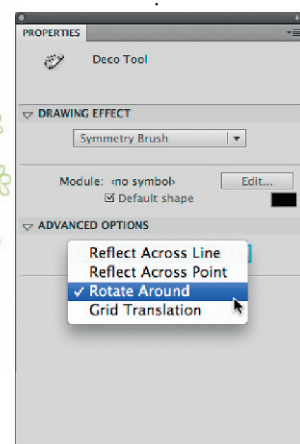 PROPERTIES
Deco Tool
DRAWING EFFECT
Symmetry Brush
Module: ‹no symbol› Edit...
Default shape
ADVANCED OPTIONS
Reflect Across Line
Reflect Across Point
✓ Rotate Around
Grid Translation